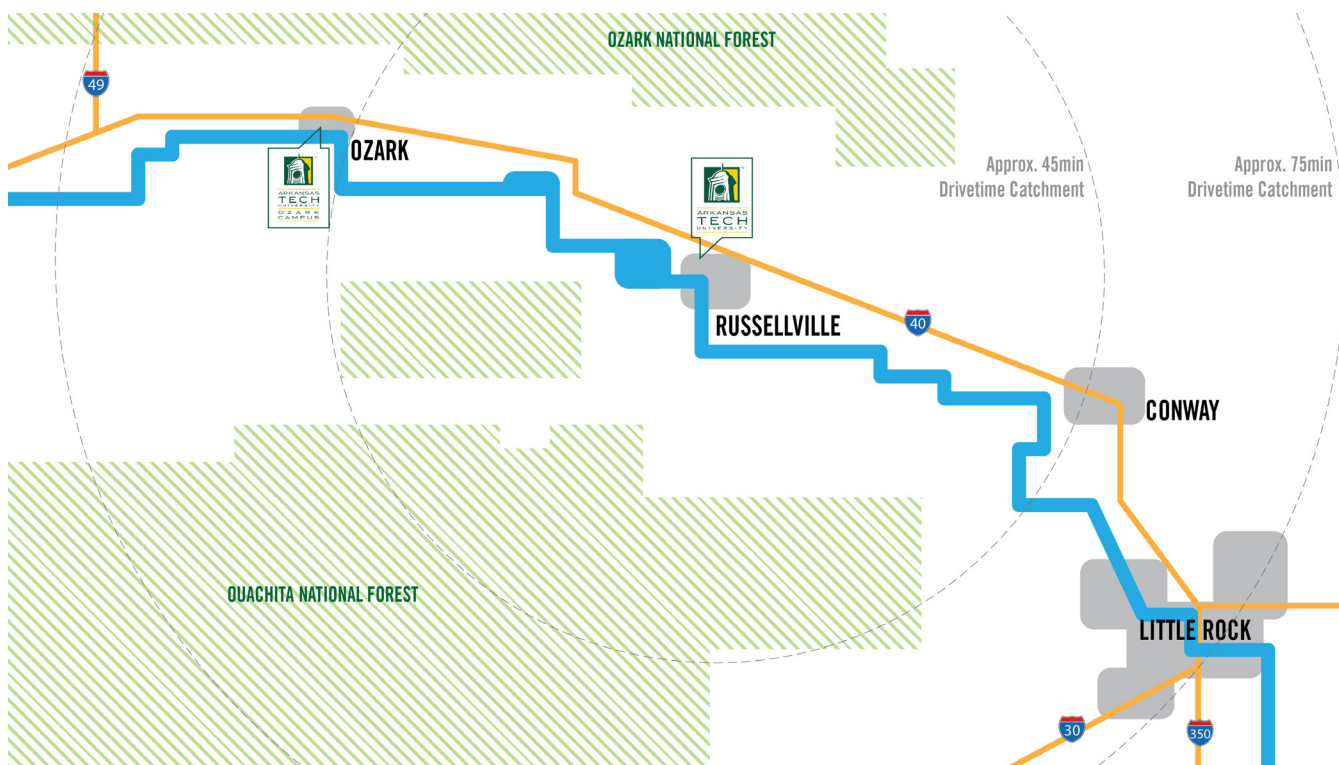 OZARK NATIONAL FOREST
49
OZARK
ARKANSAS
TECH
UNIVERSITY
OZARK
CAMPUS
ARKANSAS
TECH
UNIVERSITY
Approx. 45min
Drivetime Catchment
Approx. 75min
Drivetime Catchment
RUSSELLVILLE
40
CONWAY
OUACHITA NATIONAL FOREST
LITTLE ROCK
30
350